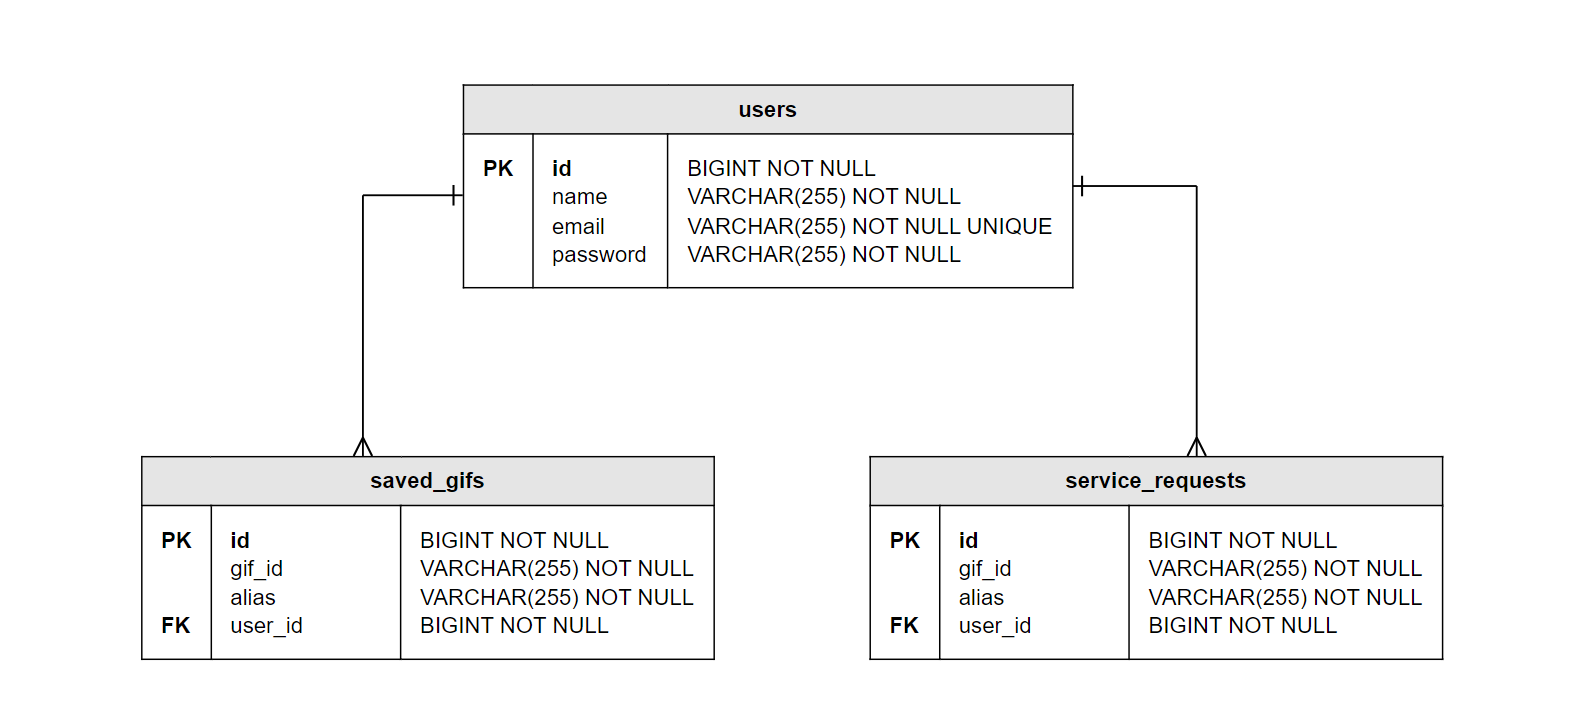 users
PK id BIGINT NOT NULL
name VARCHAR(255) NOT NULL
email VARCHAR(255) NOT NULL UNIQUE
password VARCHAR(255) NOT NULL
saved_gifs
PK id BIGINT NOT NULL
gif_id VARCHAR(255) NOT NULL
alias VARCHAR(255) NOT NULL
FK user_id BIGINT NOT NULL
service_requests
PK id BIGINT NOT NULL
gif_id VARCHAR(255) NOT NULL
alias VARCHAR(255) NOT NULL
FK user_id BIGINT NOT NULL